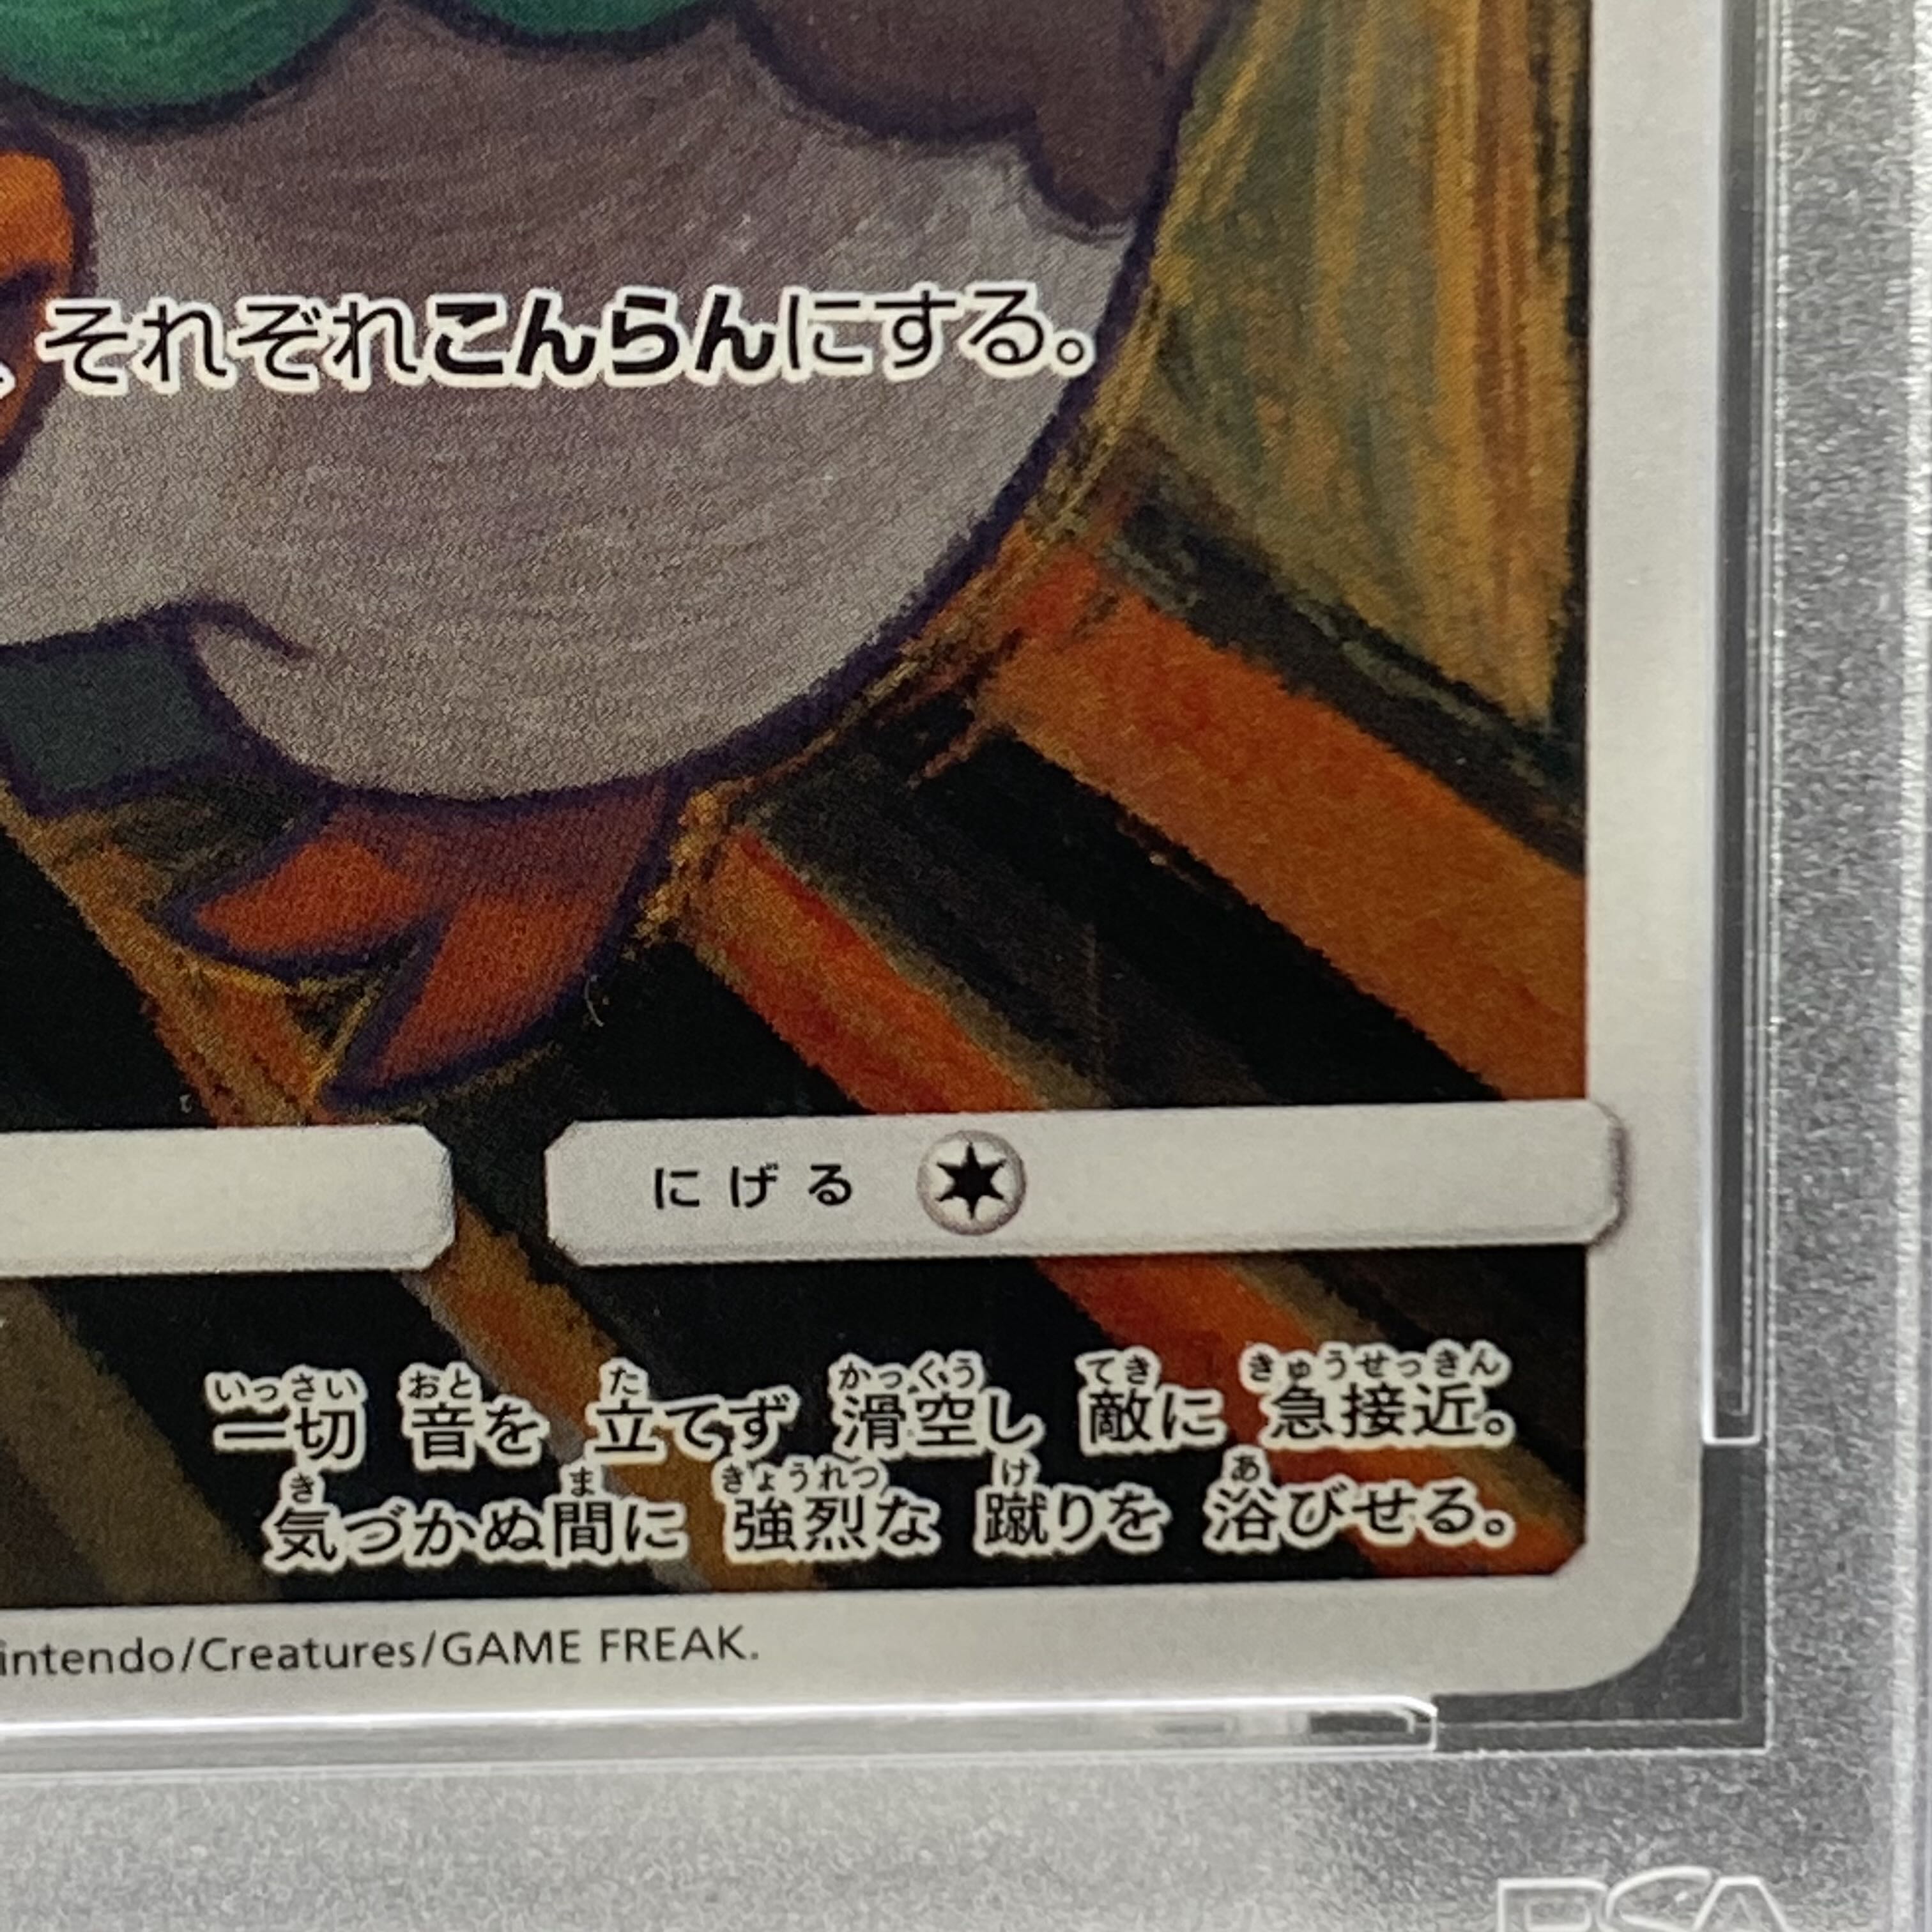 、それぞれこんらんにする。
にげる
いっさい おと た かっくう てき きゅうせっきん
一切 音を 立てず 滑空し 敵に 急接近。
き ま きょうれつ け あ
気づかぬ間に 強烈な 蹴りを 浴びせる。
intendo/Creatures/GAME FREAK.
PSA